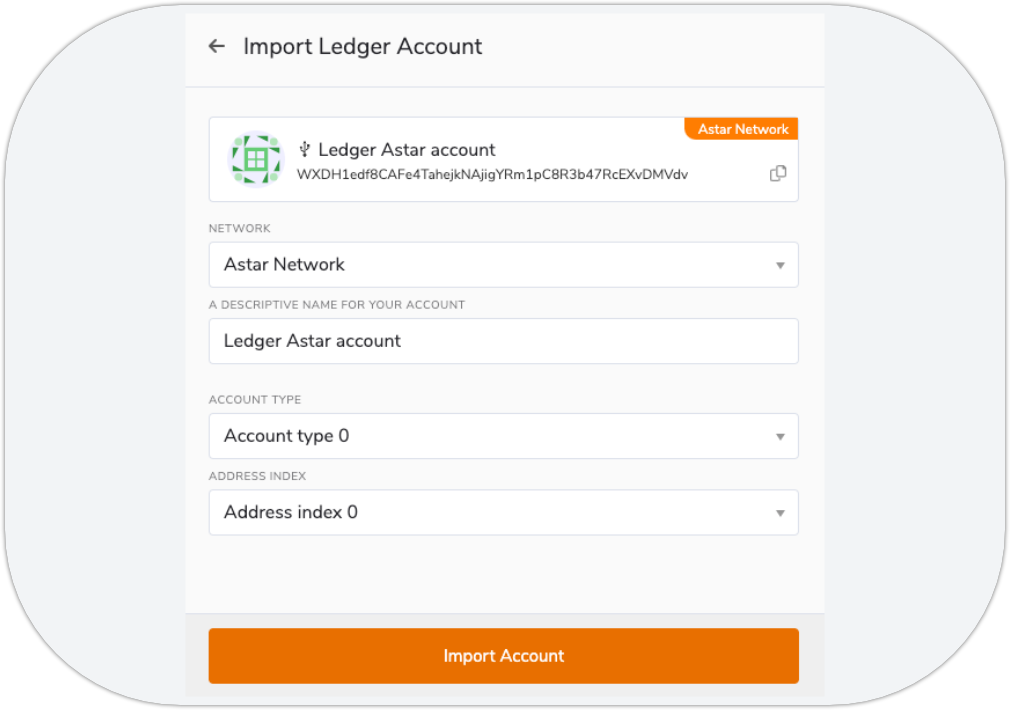 Import Ledger Account
Astar Network
Ledger Astar account
WXDH1edf8CAFe4TahejkNAjigYRm1pC8R3b47RcEXvDMVdv
NETWORK
Astar Network
A DESCRIPTIVE NAME FOR YOUR ACCOUNT
Ledger Astar account
ACCOUNT TYPE
Account type 0
ADDRESS INDEX
Address index 0
Import Account